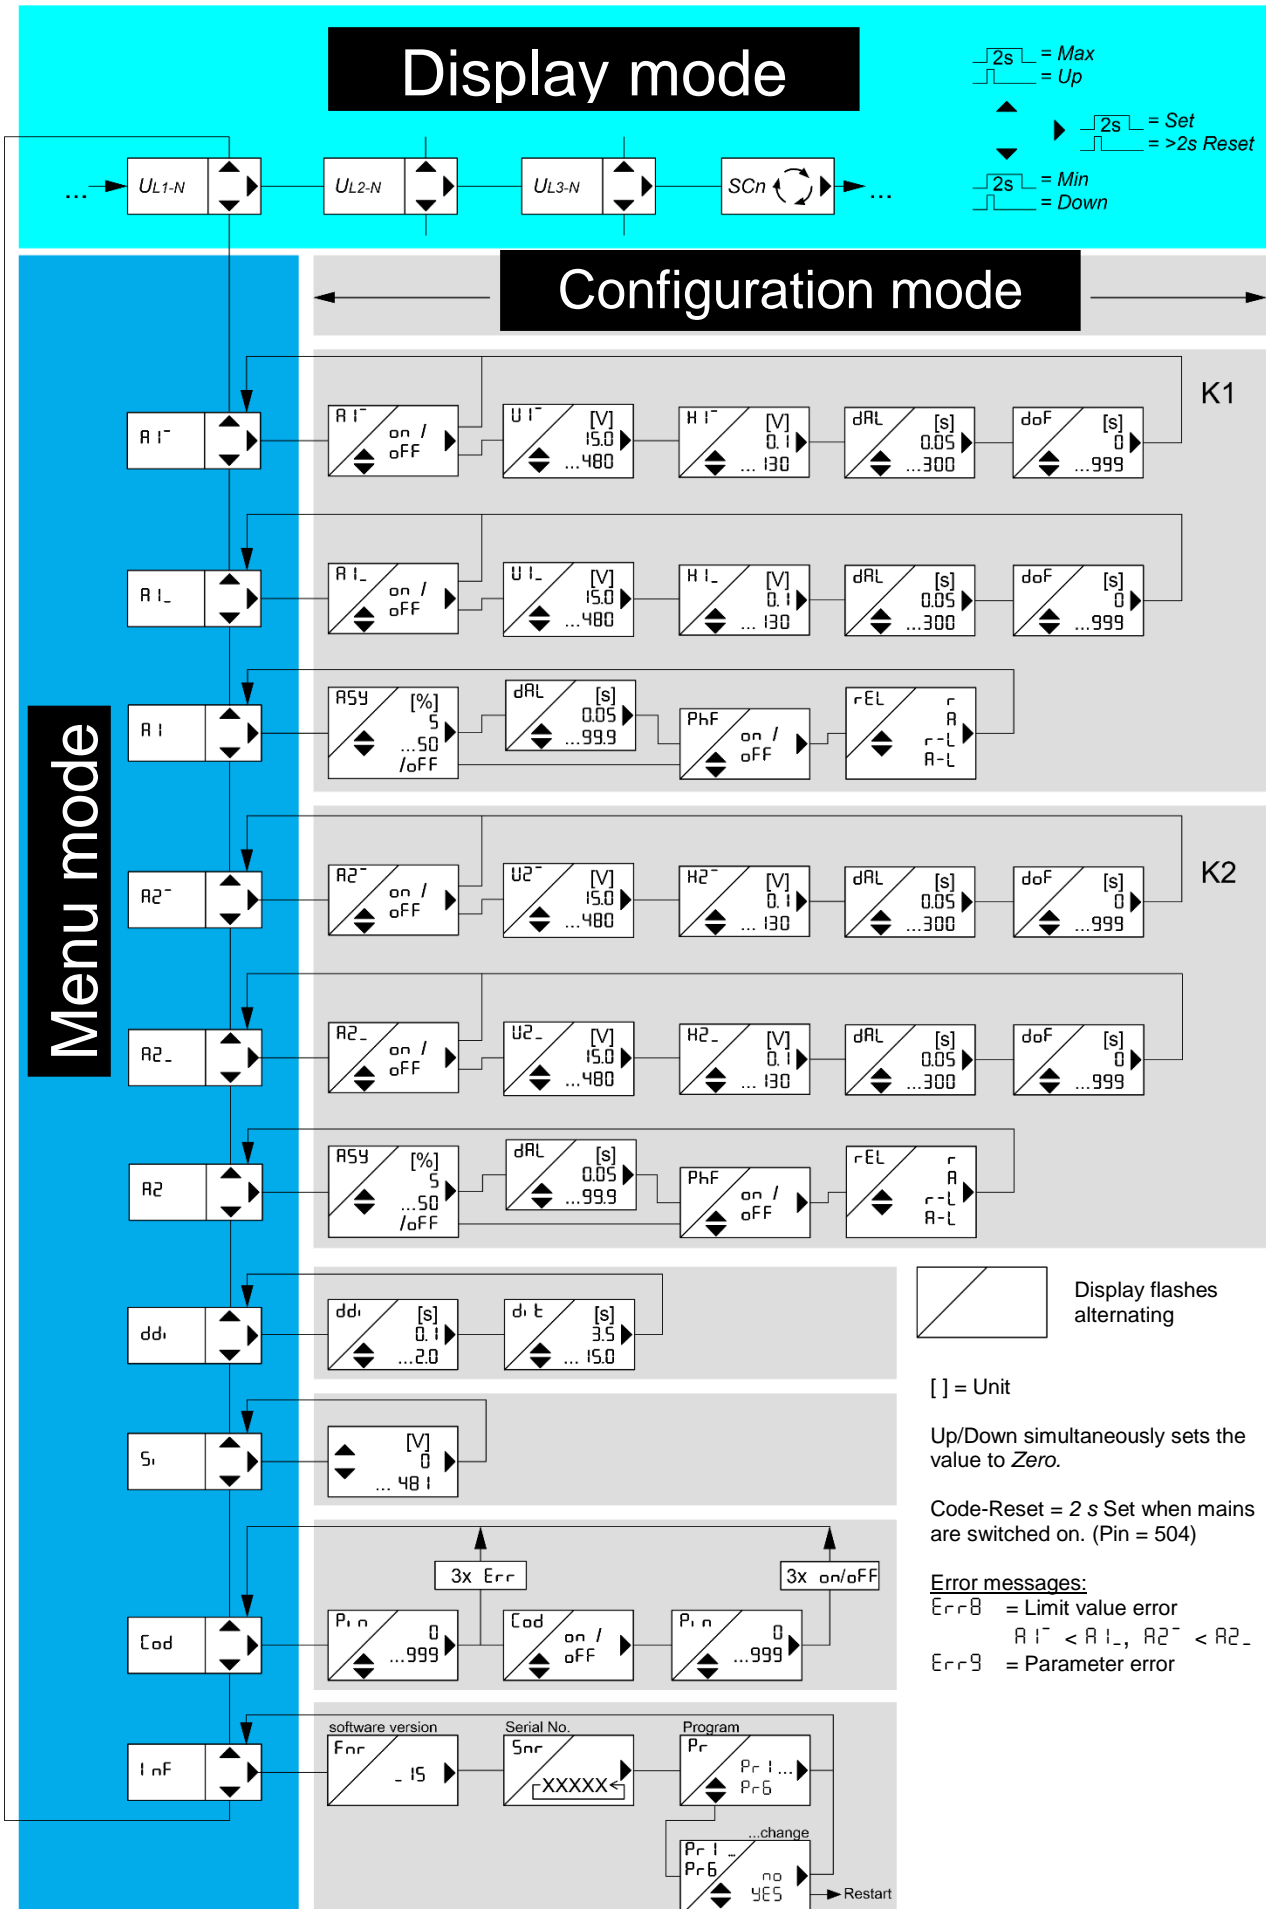 Display mode
2s = Max
= Up
2s = Set
= >2s Reset
2s = Min
= Down
... UL1-N UL2-N UL3-N SCn ...
Configuration mode
Menu mode
K1
A1¯ A1¯ on / oFF U1¯ [V] 15.0 ...480 H1¯ [V] 0.1 ...130 dAL [s] 0.05 ...300 doF [s] 0 ...999
A1_ A1_ on / oFF U1_ [V] 15.0 ...480 H1_ [V] 0.1 ...130 dAL [s] 0.05 ...300 doF [s] 0 ...999
A1 ASY [%] 5 ...50 /oFF dAL [s] 0.05 ...99.9 PhF on / oFF rEL r A r-L A-L
K2
A2¯ A2¯ on / oFF U2¯ [V] 15.0 ...480 H2¯ [V] 0.1 ...130 dAL [s] 0.05 ...300 doF [s] 0 ...999
A2_ A2_ on / oFF U2_ [V] 15.0 ...480 H2_ [V] 0.1 ...130 dAL [s] 0.05 ...300 doF [s] 0 ...999
A2 ASY [%] 5 ...50 /oFF dAL [s] 0.05 ...99.9 PhF on / oFF rEL r A r-L A-L
ddi ddi [s] 0.1 ...2.0 dit [s] 3.5 ...15.0
Si [V] 0 ...481
3x Err 3x on/oFF
Cod Pin 0 ...999 Cod on / oFF Pin 0 ...999
software version Serial No. Program
InF Fnr _15 Snr XXXXX Pr Pr1... Pr6
...change
Pr1 ... Pr6 no YES Restart
Display flashes
alternating
[ ] = Unit
Up/Down simultaneously sets the
value to Zero.
Code-Reset = 2 s Set when mains
are switched on. (Pin = 504)
Error messages:
Err8 = Limit value error
A1¯ < A1_, A2¯ < A2_
Err9 = Parameter error